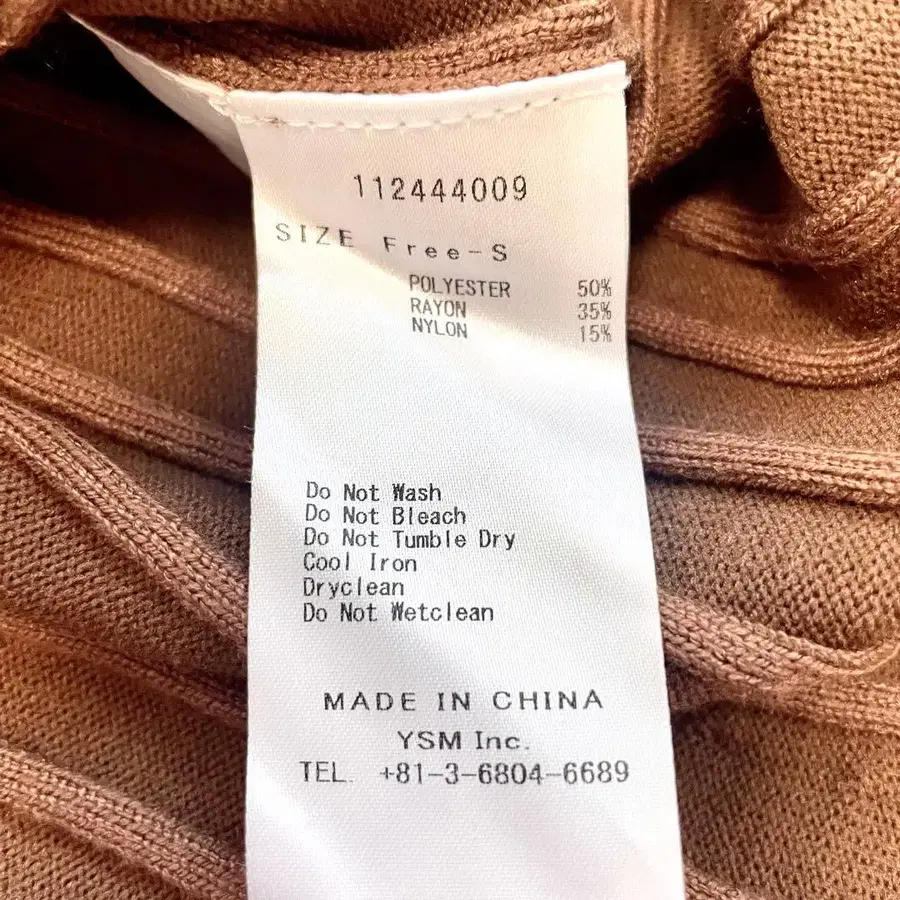 112444009
SIZE Free-S
POLYESTER 50%
RAYON 35%
NYLON 15%
Do Not Wash
Do Not Bleach
Do Not Tumble Dry
Cool Iron
Dryclean
Do Not Wetclean
MADE IN CHINA
YSM Inc.
TEL. +81-3-6804-6689